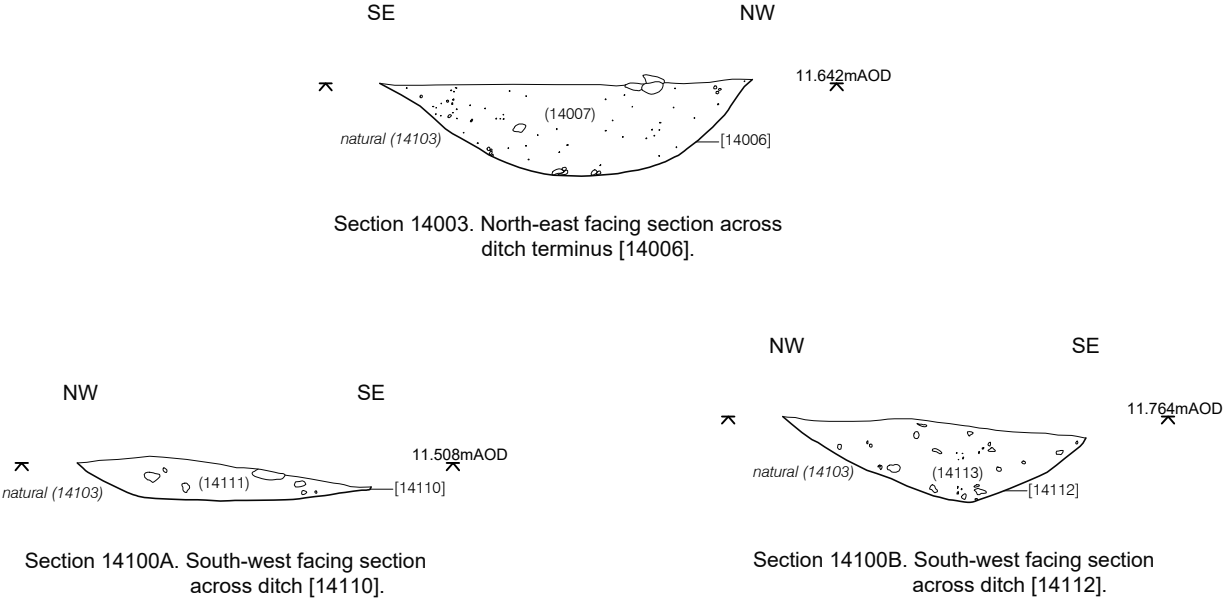 SE NW
11.642mAOD
(14007)
natural (14103) [14006]
Section 14003. North-east facing section across
ditch terminus [14006].
NW SE
11.508mAOD
(14111)
natural (14103) [14110]
Section 14100A. South-west facing section
across ditch [14110].
NW SE
11.764mAOD
natural (14103) (14113)
[14112]
Section 14100B. South-west facing section
across ditch [14112].